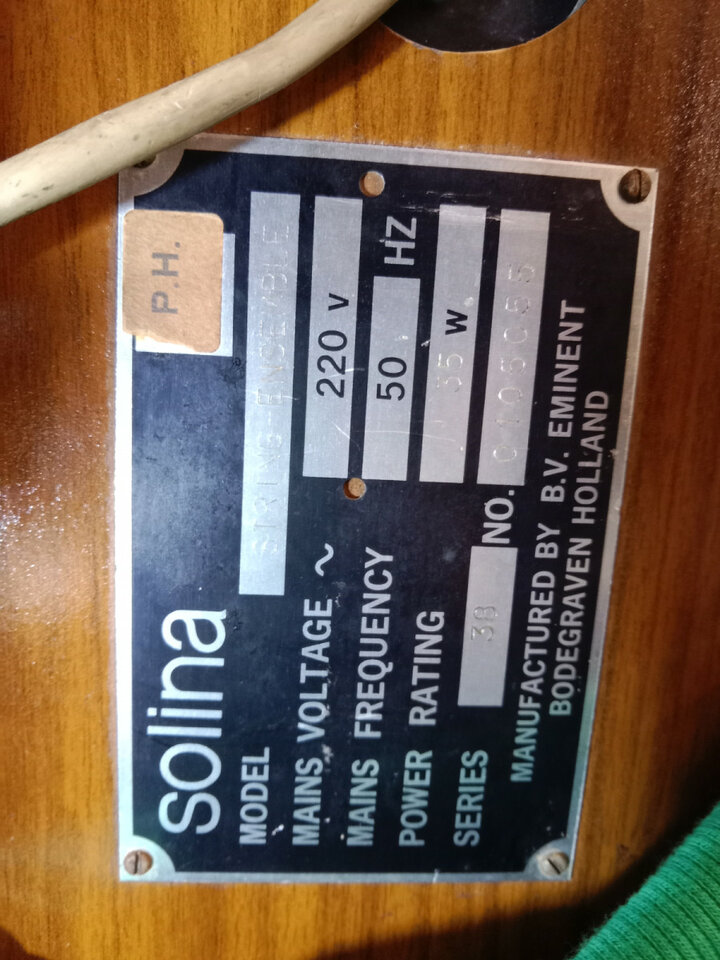 solina
P.H.
MODEL STRING-ENSEMBLE
MAINS VOLTAGE ~ 220 V
MAINS FREQUENCY 50 HZ
POWER RATING 35 W
SERIES 38 NO.
MANUFACTURED BY B.V. EMINENT
BODEGRAVEN HOLLAND